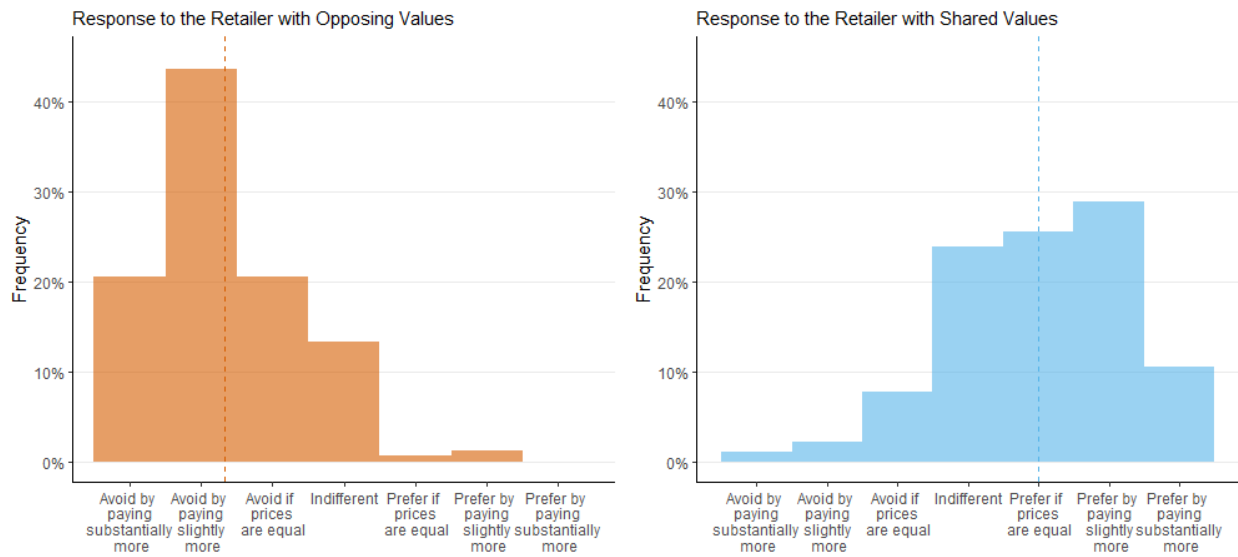 Response to the Retailer with Opposing Values
Frequency
40%
30%
20%
10%
0%
Avoid by
paying
substantially
more
Avoid by
paying
slightly
more
Avoid if
prices
are equal
Indifferent
Prefer if
prices
are equal
Prefer by
paying
slightly
more
Prefer by
paying
substantially
more
Response to the Retailer with Shared Values
Frequency
40%
30%
20%
10%
0%
Avoid by
paying
substantially
more
Avoid by
paying
slightly
more
Avoid if
prices
are equal
Indifferent
Prefer if
prices
are equal
Prefer by
paying
slightly
more
Prefer by
paying
substantially
more